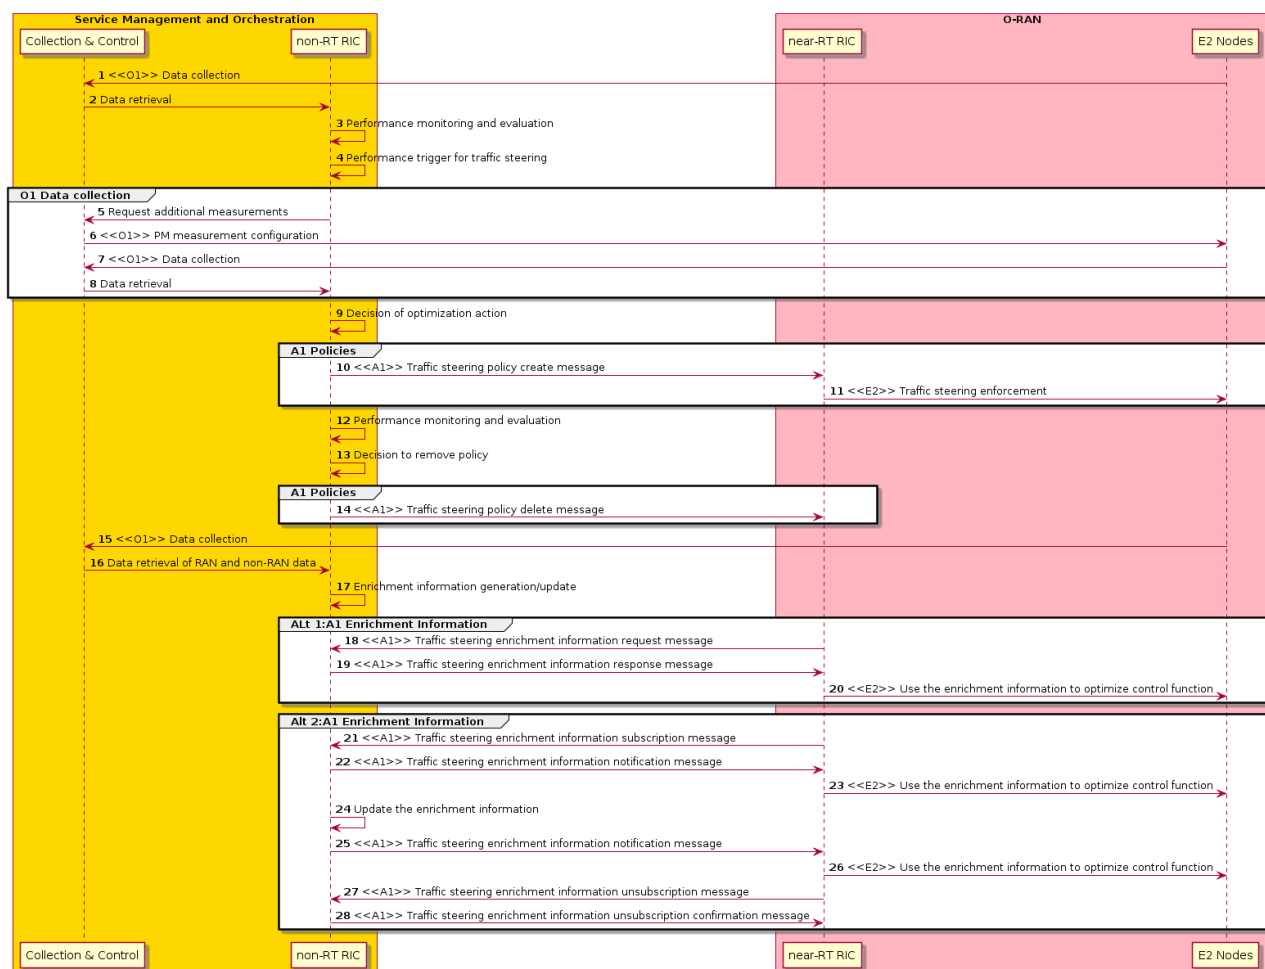 Service Management and Orchestration
O-RAN
Collection & Control
non-RT RIC
near-RT RIC
E2 Nodes
1 <<O1>> Data collection
2 Data retrieval
3 Performance monitoring and evaluation
4 Performance trigger for traffic steering
O1 Data collection
5 Request additional measurements
6 <<O1>> PM measurement configuration
7 <<O1>> Data collection
8 Data retrieval
9 Decision of optimization action
A1 Policies
10 <<A1>> Traffic steering policy create message
11 <<E2>> Traffic steering enforcement
12 Performance monitoring and evaluation
13 Decision to remove policy
A1 Policies
14 <<A1>> Traffic steering policy delete message
15 <<O1>> Data collection
16 Data retrieval of RAN and non-RAN data
17 Enrichment information generation/update
ALt 1:A1 Enrichment Information
18 <<A1>> Traffic steering enrichment information request message
19 <<A1>> Traffic steering enrichment information response message
20 <<E2>> Use the enrichment information to optimize control function
Alt 2:A1 Enrichment Information
21 <<A1>> Traffic steering enrichment information subscription message
22 <<A1>> Traffic steering enrichment information notification message
23 <<E2>> Use the enrichment information to optimize control function
24 Update the enrichment information
25 <<A1>> Traffic steering enrichment information notification message
26 <<E2>> Use the enrichment information to optimize control function
27 <<A1>> Traffic steering enrichment information unsubscription message
28 <<A1>> Traffic steering enrichment information unsubscription confirmation message
Collection & Control
non-RT RIC
near-RT RIC
E2 Nodes